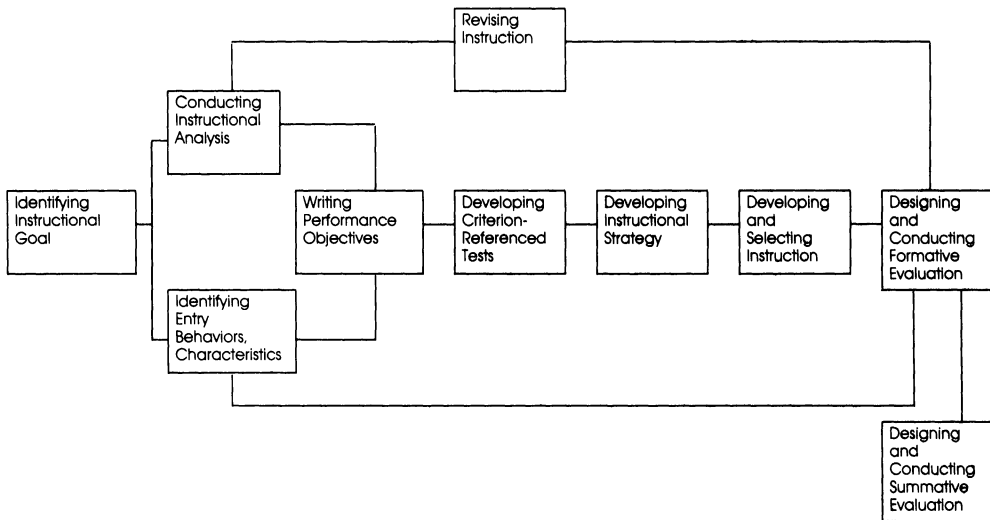 Revising
Instruction
Conducting
Instructional
Analysis
Identifying
Instructional
Goal
Writing
Performance
Objectives
Developing
Criterion-
Referenced
Tests
Developing
Instructional
Strategy
Developing
and
Selecting
Instruction
Designing
and
Conducting
Formative
Evaluation
Identifying
Entry
Behaviors,
Characteristics
Designing
and
Conducting
Summative
Evaluation